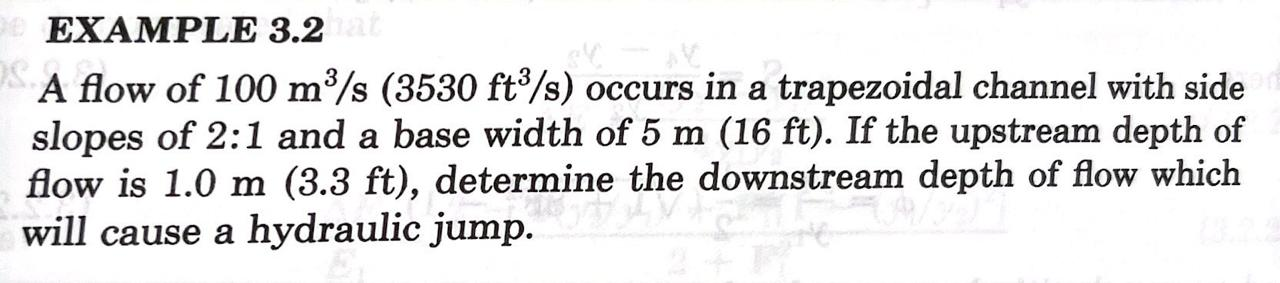 EXAMPLE 3.2
A flow of 100 m³/s (3530 ft³/s) occurs in a trapezoidal channel with side
slopes of 2:1 and a base width of 5 m (16 ft). If the upstream depth of
flow is 1.0 m (3.3 ft), determine the downstream depth of flow which
will cause a hydraulic jump.